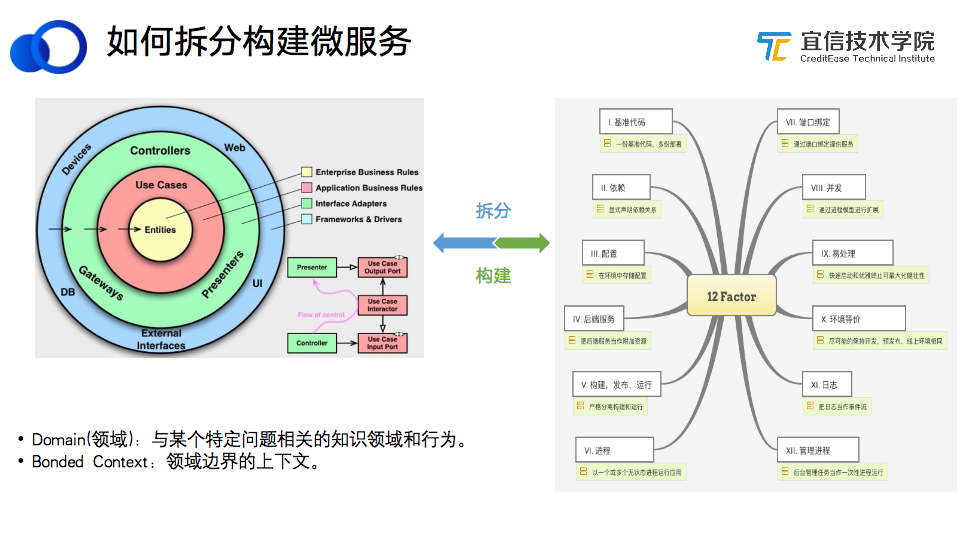 如何拆分构建微服务
宜信技术学院
CreditEase Technical Institute
Devices
Controllers
Web
Use Cases
Entities
Gateways
Presenters
DB
UI
External
Interfaces
Enterprise Business Rules
Application Business Rules
Interface Adapters
Frameworks & Drivers
Presenter
Use Case
Output Port
Use Case
Interactor
Flow of control
Controller
Use Case
Input Port
拆分
构建
12 Factor
I. 基准代码
一份基准代码，多份部署
II. 依赖
显式声明依赖关系
III. 配置
在环境中存储配置
IV. 后端服务
把后端服务当作附加资源
V. 构建，发布，运行
严格分离构建和运行
VI. 进程
以一个或多个无状态进程运行应用
VII. 端口绑定
通过端口绑定提供服务
VIII. 并发
通过进程模型进行扩展
IX. 易处理
快速启动和优雅终止可最大化健壮性
X. 环境等价
尽可能的保持开发，预发布，线上环境相同
XI. 日志
把日志当作事件流
XII. 管理进程
后台管理任务当作一次性进程运行
• Domain(领域)：与某个特定问题相关的知识领域和行为。
• Bonded Context：领域边界的上下文。